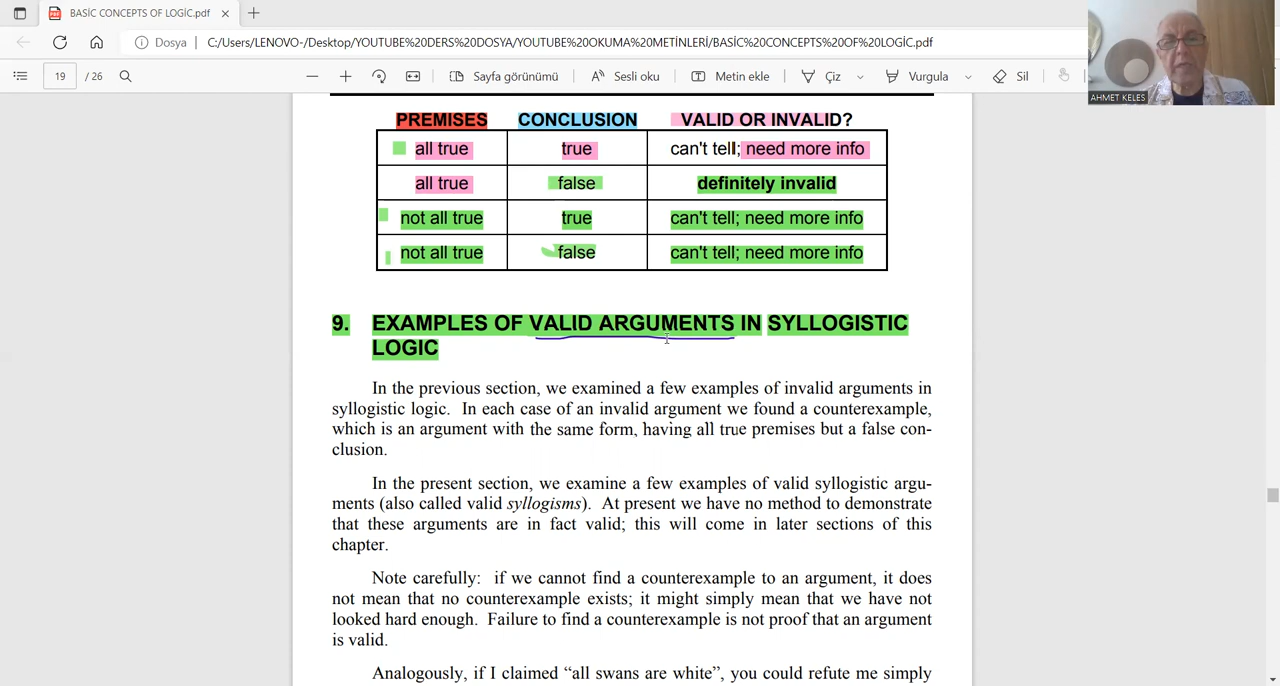 BASİC CONCEPTS OF LOGİC.pdf
Dosya C:/Users/LENOVO-/Desktop/YOUTUBE%20DERS%20DOSYA/YOUTUBE%20OKUMA%20METİNLERİ/BASİC%20CONCEPTS%20OF%20LOGİC.pdf
19 / 26 Sayfa görünümü Sesli oku Metin ekle Çiz Vurgula Sil
AHMET KELES
PREMISES CONCLUSION VALID OR INVALID?
all true true can't tell; need more info
all true false definitely invalid
not all true true can't tell; need more info
not all true false can't tell; need more info
9. EXAMPLES OF VALID ARGUMENTS IN SYLLOGISTIC
LOGIC
In the previous section, we examined a few examples of invalid arguments in
syllogistic logic. In each case of an invalid argument we found a counterexample,
which is an argument with the same form, having all true premises but a false con-
clusion.
In the present section, we examine a few examples of valid syllogistic argu-
ments (also called valid syllogisms). At present we have no method to demonstrate
that these arguments are in fact valid; this will come in later sections of this
chapter.
Note carefully: if we cannot find a counterexample to an argument, it does
not mean that no counterexample exists; it might simply mean that we have not
looked hard enough. Failure to find a counterexample is not proof that an argument
is valid.
Analogously, if I claimed “all swans are white”, you could refute me simply